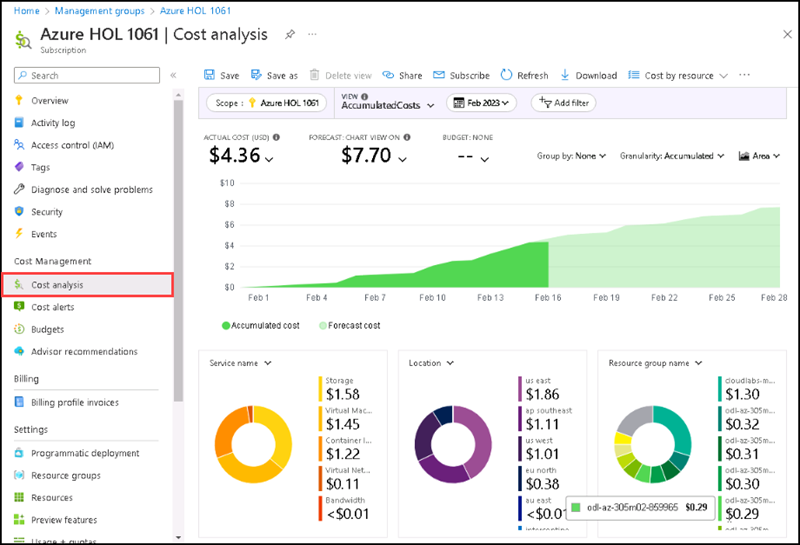 Home > Management groups > Azure HOL 1061
Azure HOL 1061 | Cost analysis
Subscription
Search
Overview
Activity log
Access control (IAM)
Tags
Diagnose and solve problems
Security
Events
Cost Management
Cost analysis
Cost alerts
Budgets
Advisor recommendations
Billing
Billing profile invoices
Settings
Programmatic deployment
Resource groups
Resources
Preview features
Usage + quotas
Save Save as Delete view Share Subscribe Refresh Download Cost by resource
Scope : Azure HOL 1061
VIEW
AccumulatedCosts
Feb 2023
Add filter
ACTUAL COST (USD)
$4.36
FORECAST: CHART VIEW ON
$7.70
BUDGET: NONE
--
Group by: None Granularity: Accumulated Area
$10
$8
$6
$4
$2
$0
Feb 1 Feb 4 Feb 7 Feb 10 Feb 13 Feb 16 Feb 19 Feb 22 Feb 25 Feb 28
Accumulated cost Forecast cost
Service name
Storage
$1.58
Virtual Mac...
$1.45
Container I...
$1.22
Virtual Net...
$0.11
Bandwidth
<$0.01
Location
us east
$1.86
ap southeast
$1.11
us west
$1.01
eu north
$0.38
au east
<$0.01
Resource group name
cloudlabs-m...
$1.30
odl-az-305m...
$0.32
odl-az-305m...
$0.31
odl-az-305m...
$0.30
odl-az-305m...
$0.29
odl-az-305m02-859965 $0.29